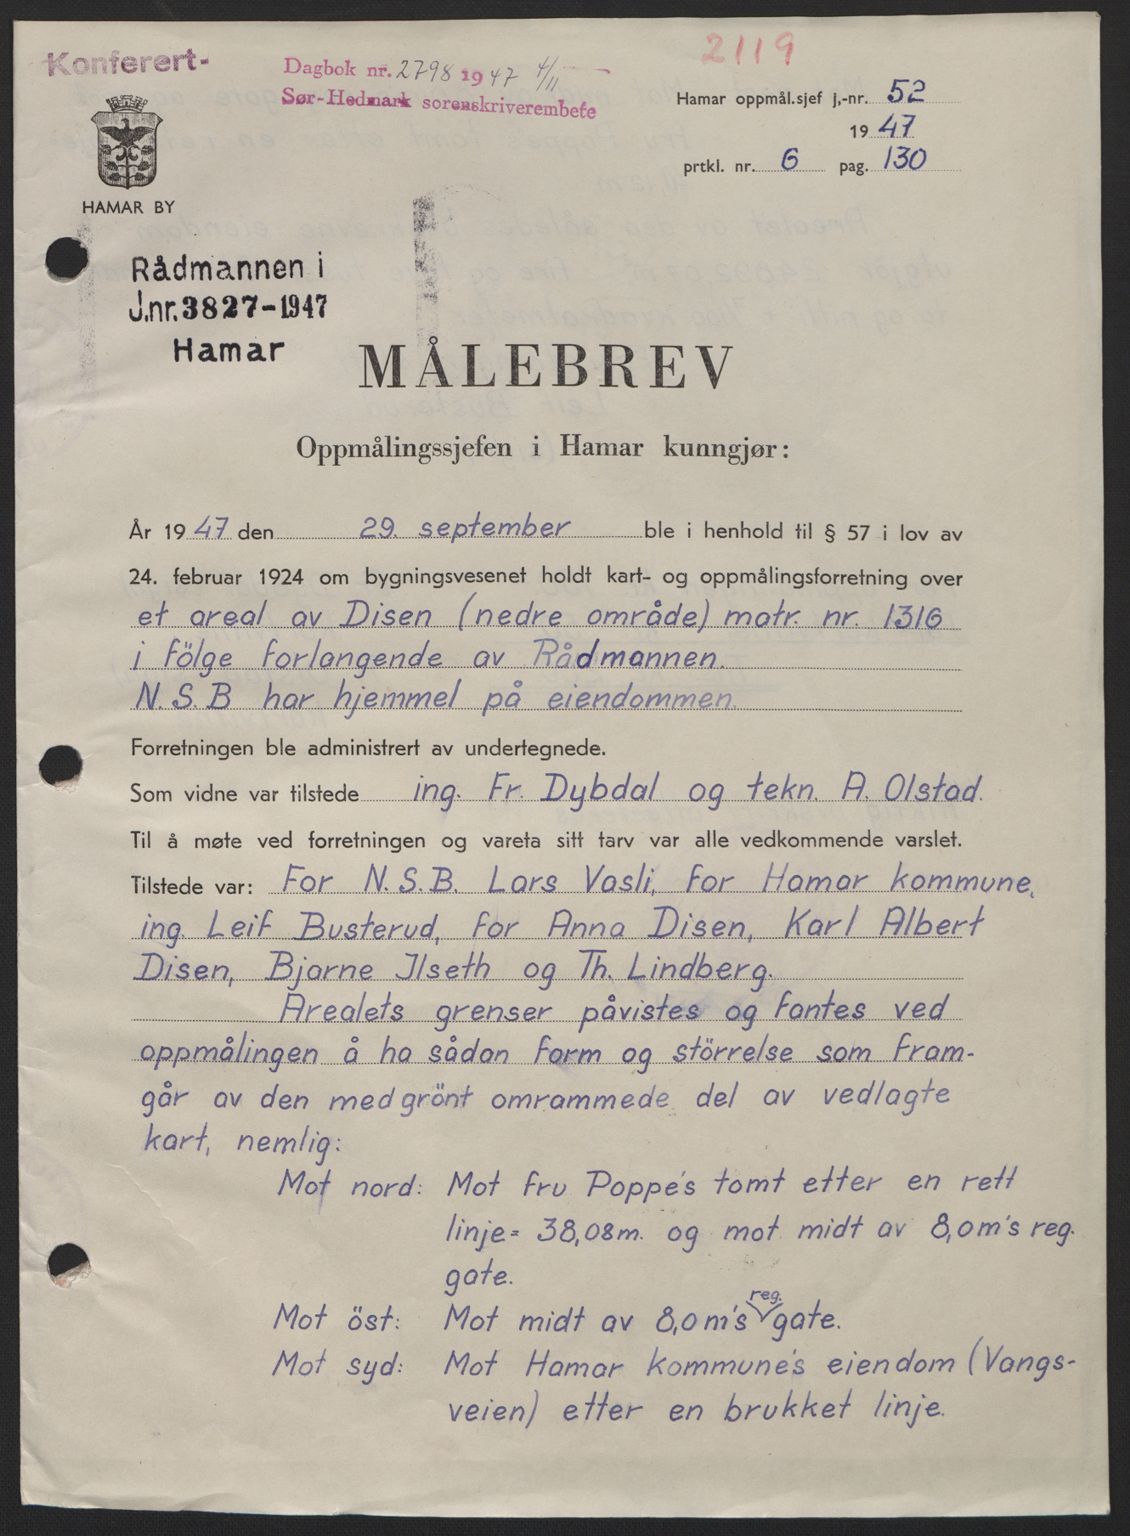 Konferert-
2119
Dagbok nr. 2798 1947 4/11
Sør-Hedmark sorenskriverembete
Hamar oppmål.sjef j,-nr. 52
1947
prtkl. nr. 6 pag. 130
HAMAR BY
Rådmannen i
J.nr. 3827-1947
Hamar
MÅLEBREV
Oppmålingssjefen i Hamar kunngjør:
År 1947 den 29. september ble i henhold til § 57 i lov av
24. februar 1924 om bygningsvesenet holdt kart- og oppmålingsforretning over
et areal av Disen (nedre område) matr. nr. 1316
i fölge forlangende av Rådmannen.
N.S.B har hjemmel på eiendommen.
Forretningen ble administrert av undertegnede.
Som vidne var tilstede ing. Fr. Dybdal og tekn. A. Olstad.
Til å møte ved forretningen og vareta sitt tarv var alle vedkommende varslet.
Tilstede var: For N.S.B. Lars Vasli, for Hamar kommune,
ing. Leif Busterud, for Anna Disen, Karl Albert
Disen, Bjarne Ilseth og Th. Lindberg.
Arealets grenser påvistes og fantes ved
oppmålingen å ha sådan form og störrelse som fram-
går av den med grönt omrammede del av vedlagte
kart, nemlig:
Mot nord: Mot fru Poppe's tomt etter en rett
linje = 38,08 m. og mot midt av 8,0 m's reg.
gate.
Mot öst: Mot midt av 8,0 m's reg. gate.
Mot syd: Mot Hamar kommune's eiendom (Vangs-
veien) etter en brukket linje.